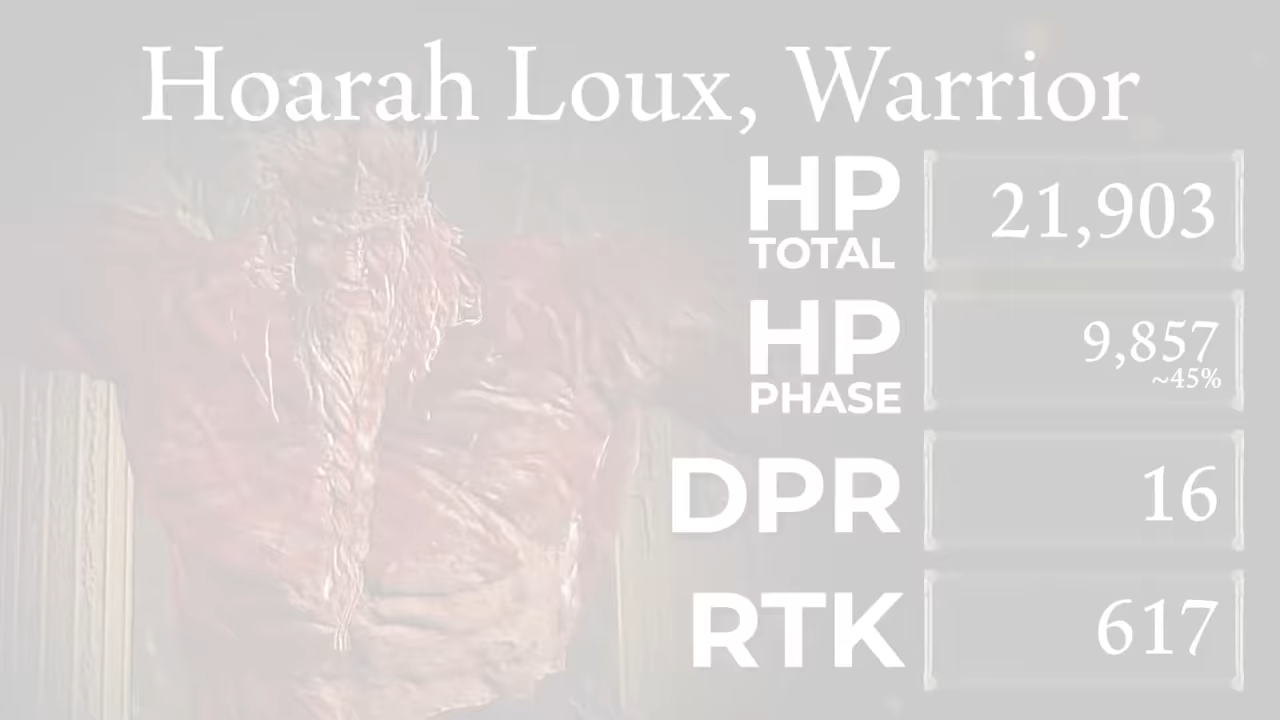 Hoarah Loux, Warrior
HP TOTAL 21,903
HP PHASE 9,857
~45%
DPR 16
RTK 617